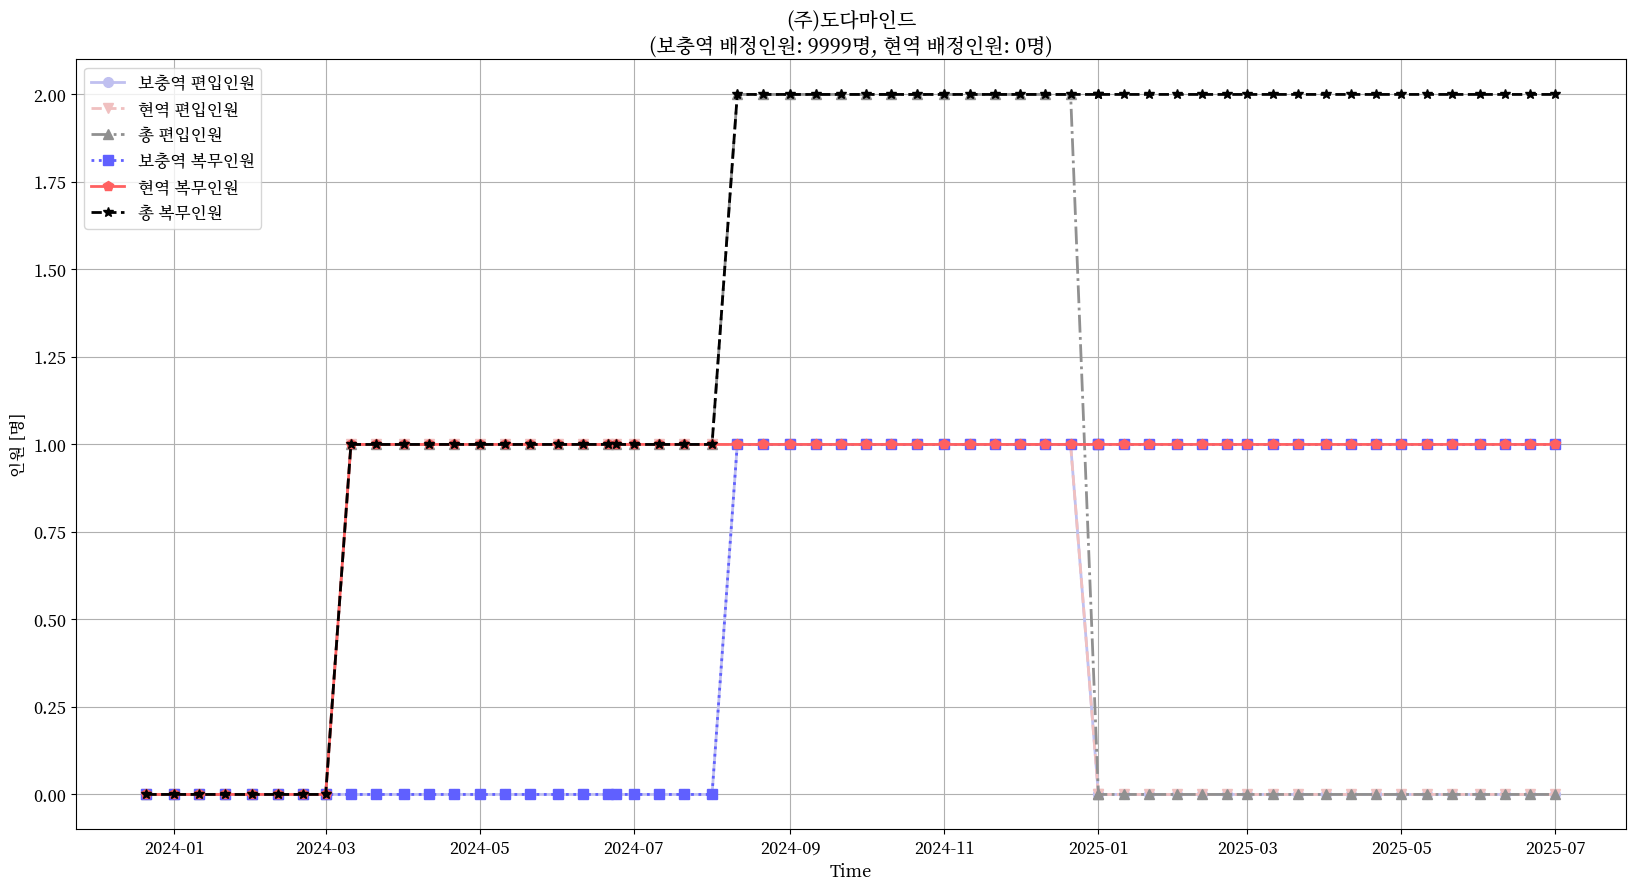 (주)도다마인드
(보충역 배정인원: 9999명, 현역 배정인원: 0명)
보충역 편입인원
현역 편입인원
총 편입인원
보충역 복무인원
현역 복무인원
총 복무인원
2.00
1.75
1.50
1.25
1.00
0.75
0.50
0.25
0.00
인원 [명]
2024-01 2024-03 2024-05 2024-07 2024-09 2024-11 2025-01 2025-03 2025-05 2025-07
Time